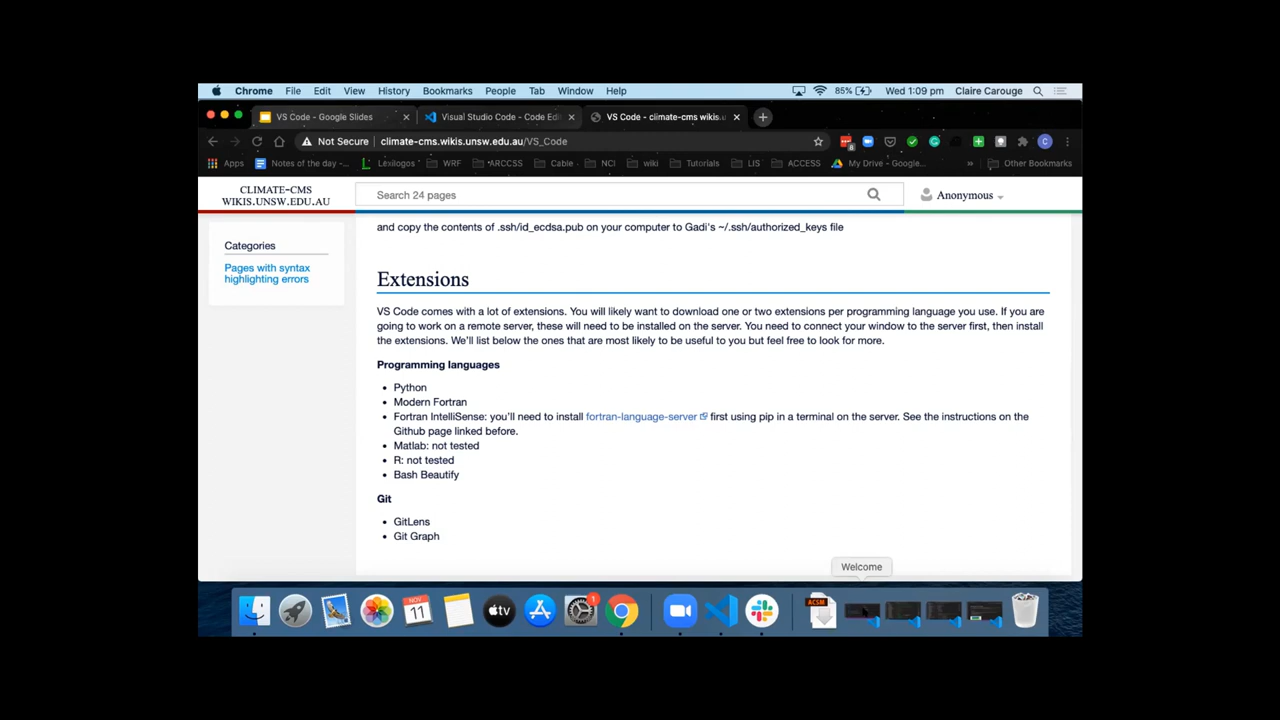 Chrome File Edit View History Bookmarks People Tab Window Help 85% Wed 1:09 pm Claire Carouge
VS Code - Google Slides Visual Studio Code - Code Edi VS Code - climate-cms wikis.u
Not Secure climate-cms.wikis.unsw.edu.au/VS_Code
Apps Notes of the day -... Lexilogos WRF *ARCCSS Cable NCI wiki Tutorials LIS ACCESS My Drive - Google... » Other Bookmarks
CLIMATE-CMS
WIKIS.UNSW.EDU.AU
Search 24 pages
Anonymous
Categories
Pages with syntax
highlighting errors
and copy the contents of .ssh/id_ecdsa.pub on your computer to Gadi's ~/.ssh/authorized_keys file
Extensions
VS Code comes with a lot of extensions. You will likely want to download one or two extensions per programming language you use. If you are
going to work on a remote server, these will need to be installed on the server. You need to connect your window to the server first, then install
the extensions. We'll list below the ones that are most likely to be useful to you but feel free to look for more.
Programming languages
Python
Modern Fortran
Fortran IntelliSense: you'll need to install fortran-language-server first using pip in a terminal on the server. See the instructions on the
Github page linked before.
Matlab: not tested
R: not tested
Bash Beautify
Git
GitLens
Git Graph
Welcome
NOV
11
tv
1
ACSM